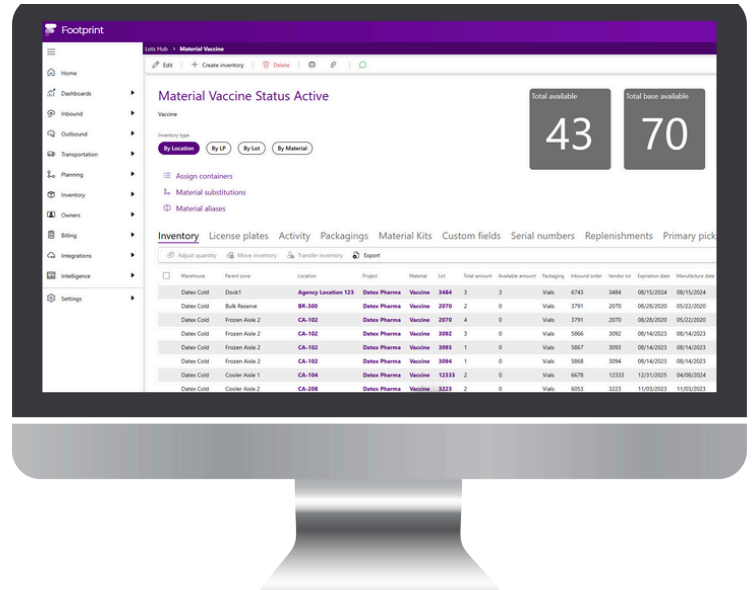 Footprint
Lots Hub > Material Vaccine
Edit + Create inventory Delete
Home
Dashboards
Inbound
Outbound
Transportation
Planning
Inventory
Owners
Billing
Integrations
Intelligence
Settings
Material Vaccine Status Active
Vaccine
Inventory type
By Location By LP By Lot By Material
Assign containers
Material substitutions
Material aliases
Total available
43
Total base available
70
Inventory License plates Activity Packagings Material Kits Custom fields Serial numbers Replenishments Primary pick
Adjust quantity Move inventory Transfer inventory Export
Warehouse Parent zone Location Project Material Lot Total amount Available amount Packaging Inbound order Vendor lot Expiration date Manufacture date
Datex Cold Dock1 Agency Location 123 Datex Pharma Vaccine 3484 3 3 Vials 6743 3484 08/15/2024 08/15/2024
Datex Cold Bulk Reserve BR-300 Datex Pharma Vaccine 2070 2 0 Vials 3791 2070 08/28/2020 05/22/2020
Datex Cold Frozen Aisle 2 CA-102 Datex Pharma Vaccine 2070 4 0 Vials 3791 2070 08/28/2020 05/22/2020
Datex Cold Frozen Aisle 2 CA-102 Datex Pharma Vaccine 3092 3 0 Vials 5866 3092 08/14/2023 08/14/2023
Datex Cold Frozen Aisle 2 CA-102 Datex Pharma Vaccine 3093 1 0 Vials 5867 3093 08/14/2023 08/14/2023
Datex Cold Frozen Aisle 2 CA-102 Datex Pharma Vaccine 3094 1 0 Vials 5868 3094 08/14/2023 08/14/2023
Datex Cold Cooler Aisle 1 CA-104 Datex Pharma Vaccine 12333 2 0 Vials 6678 12333 12/31/2025 04/08/2024
Datex Cold Cooler Aisle 2 CA-208 Datex Pharma Vaccine 3223 2 0 Vials 6053 3223 11/03/2023 11/03/2023